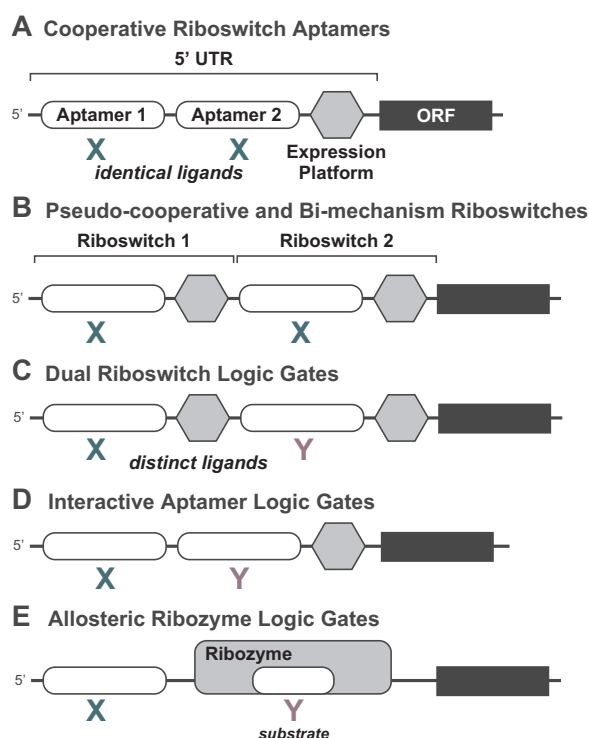 A Cooperative Riboswitch Aptamers
5’ UTR
5’ Aptamer 1 Aptamer 2 ORF
X X Expression
identical ligands Platform
B Pseudo-cooperative and Bi-mechanism Riboswitches
Riboswitch 1 Riboswitch 2
5’
X X
C Dual Riboswitch Logic Gates
5’
X distinct ligands Y
D Interactive Aptamer Logic Gates
5’
X Y
E Allosteric Ribozyme Logic Gates
Ribozyme
5’
X Y
substrate